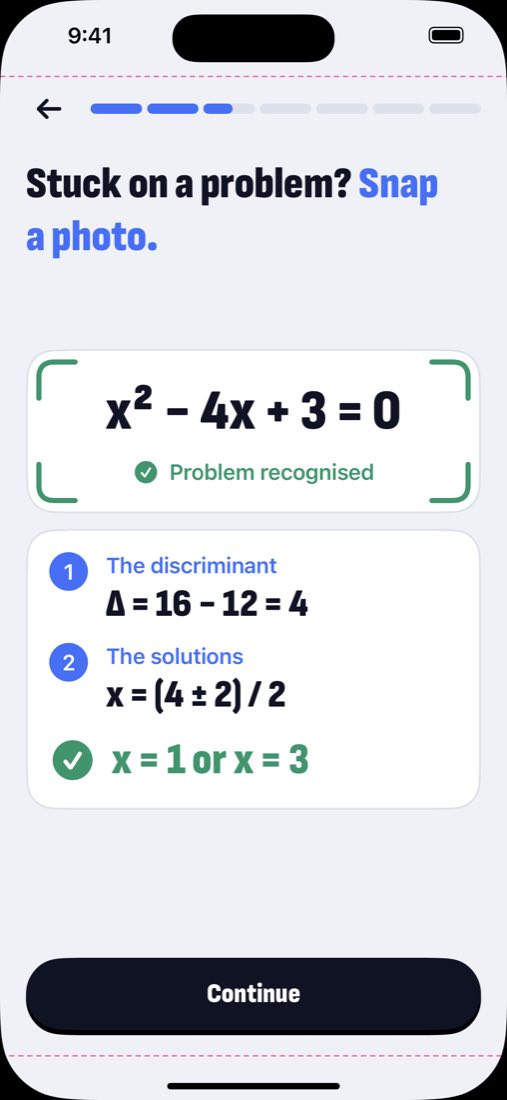 9:41
Stuck on a problem? Snap
a photo.
x² − 4x + 3 = 0
Problem recognised
1
The discriminant
Δ = 16 − 12 = 4
2
The solutions
x = (4 ± 2) / 2
x = 1 or x = 3
Continue